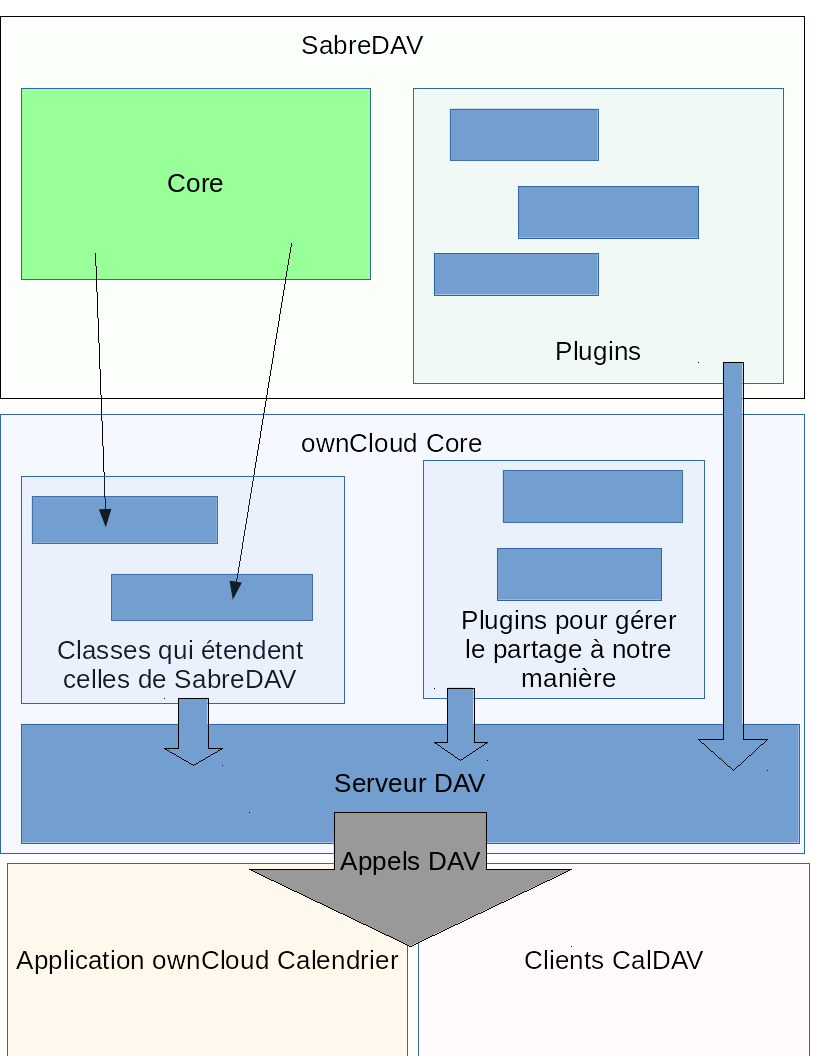 SabreDAV
Core
Plugins
ownCloud Core
Classes qui étendent
celles de SabreDAV
Plugins pour gérer
le partage à notre
manière
Serveur DAV
Appels DAV
Application ownCloud Calendrier
Clients CalDAV